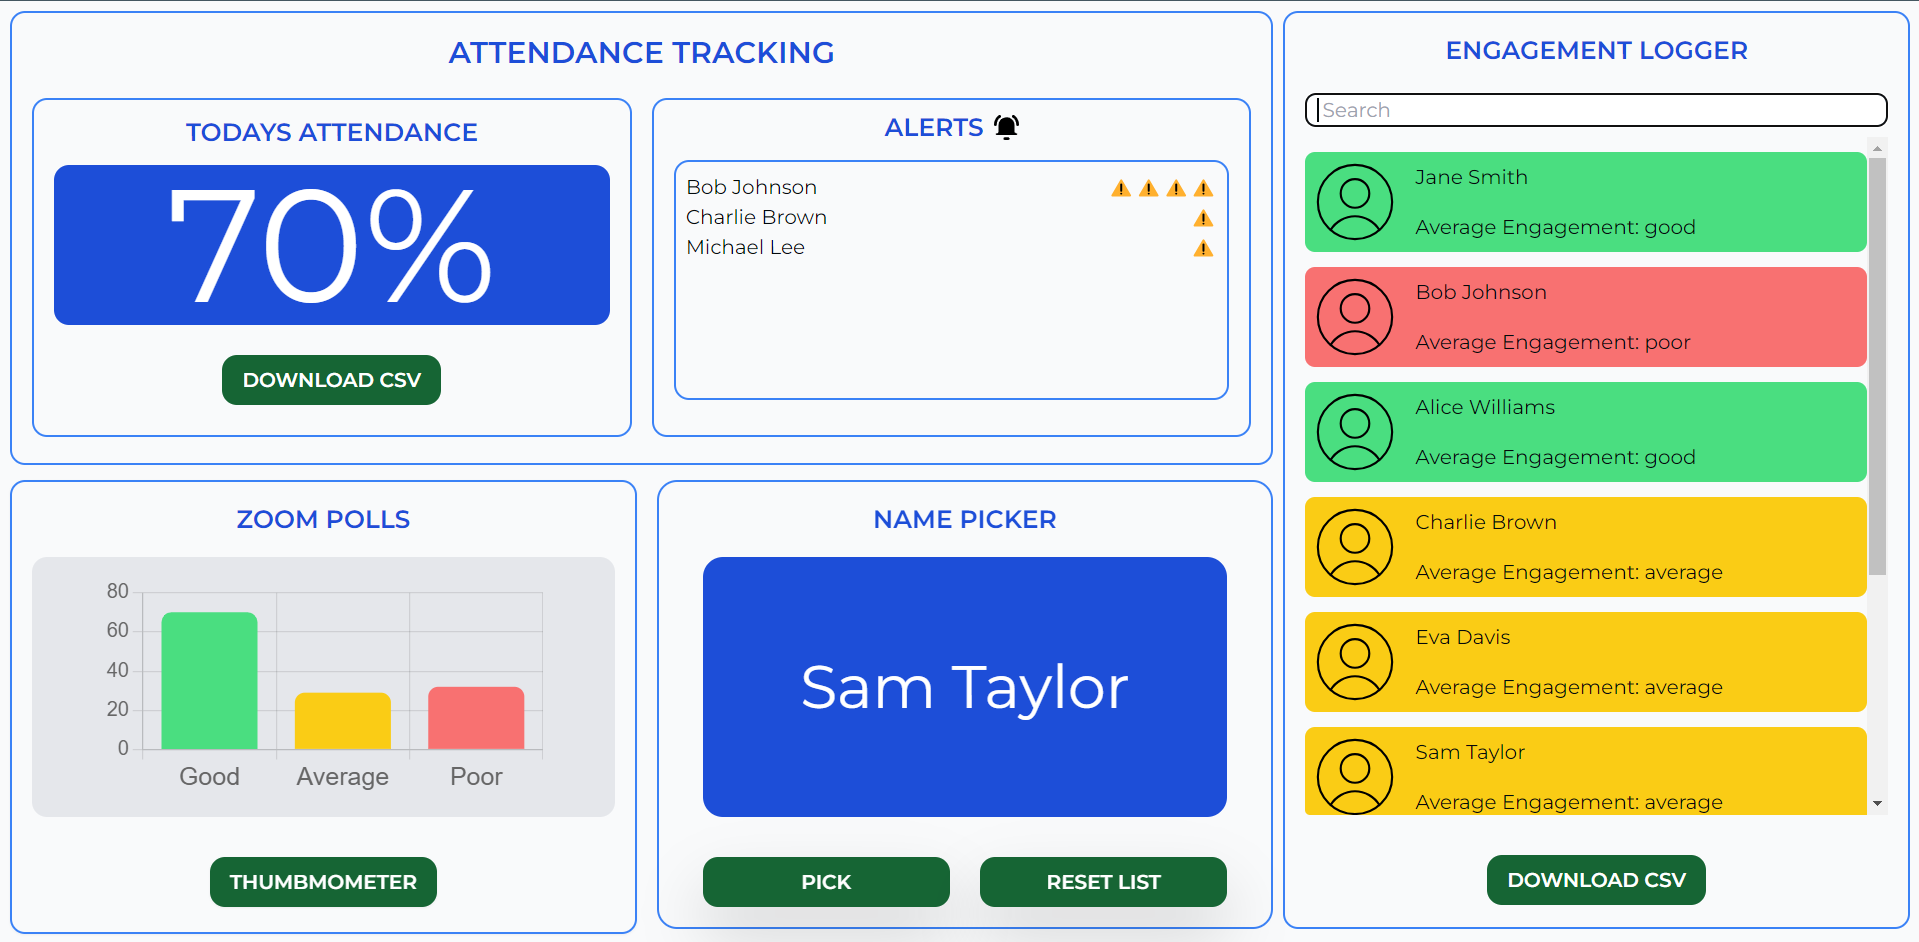 ATTENDANCE TRACKING
TODAYS ATTENDANCE
70%
DOWNLOAD CSV
ALERTS
Bob Johnson
Charlie Brown
Michael Lee
ZOOM POLLS
80
60
40
20
0
Good Average Poor
THUMBMOMETER
NAME PICKER
Sam Taylor
PICK RESET LIST
ENGAGEMENT LOGGER
Search
Jane Smith
Average Engagement: good
Bob Johnson
Average Engagement: poor
Alice Williams
Average Engagement: good
Charlie Brown
Average Engagement: average
Eva Davis
Average Engagement: average
Sam Taylor
Average Engagement: average
DOWNLOAD CSV